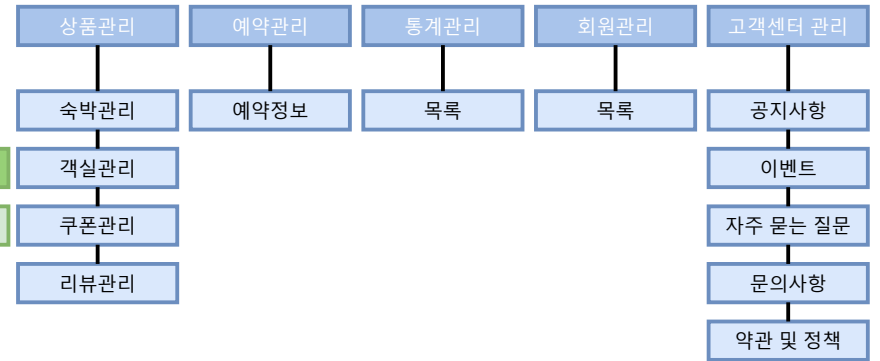 상품관리
예약관리
통계관리
회원관리
고객센터 관리
숙박관리
예약정보
목록
목록
공지사항
객실관리
이벤트
쿠폰관리
자주 묻는 질문
리뷰관리
문의사항
약관 및 정책